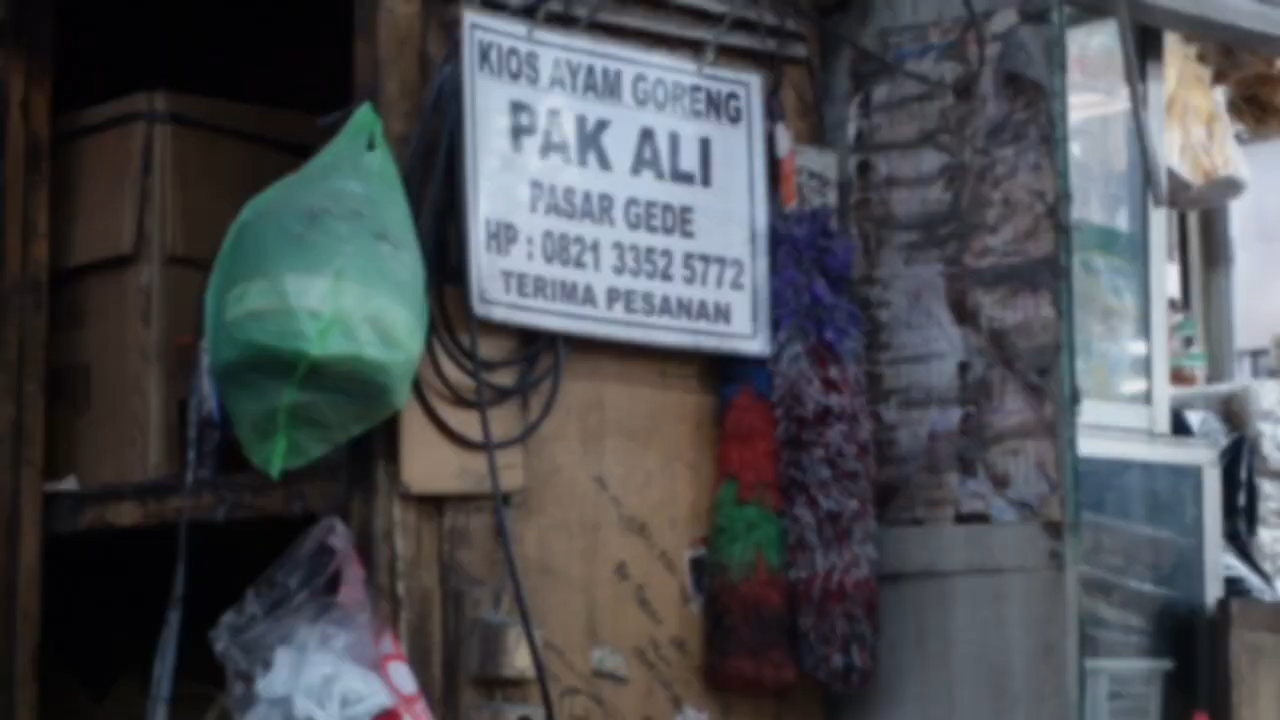 KIOS AYAM GORENG
PAK ALI
PASAR GEDE
HP : 0821 3352 5772
TERIMA PESANAN